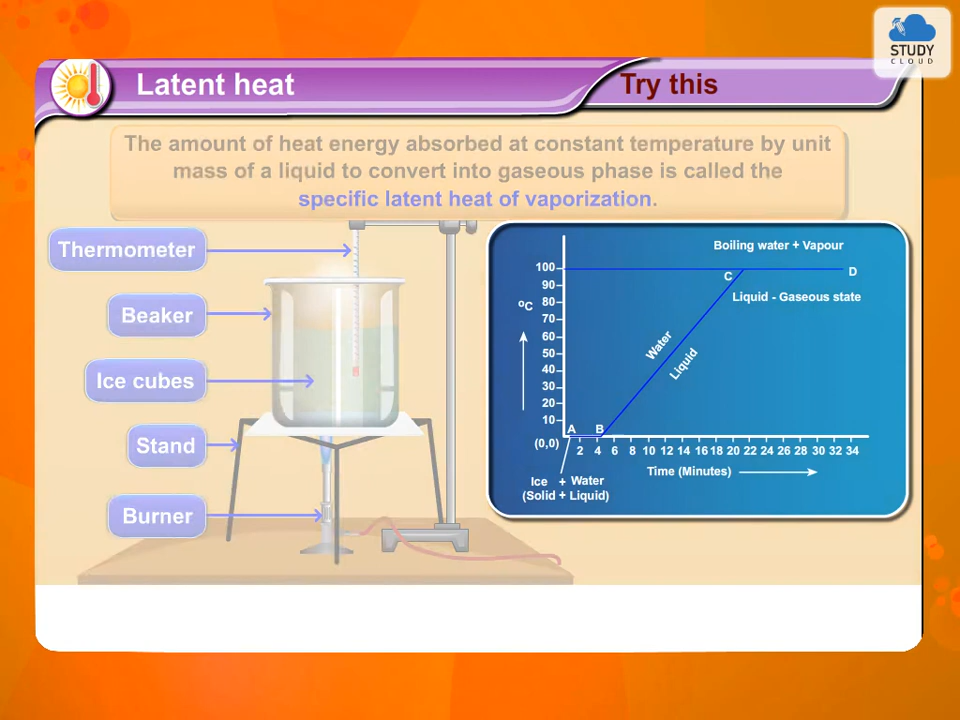 STUDY
CLOUD
Latent heat
Try this
The amount of heat energy absorbed at constant temperature by unit
mass of a liquid to convert into gaseous phase is called the
specific latent heat of vaporization.
Thermometer
Beaker
Ice cubes
Stand
Burner
Boiling water + Vapour
100
90
80
70
60
50
40
30
20
10
°C
C
D
Liquid - Gaseous state
Water
Liquid
A
B
(0,0)
2 4 6 8 10 12 14 16 18 20 22 24 26 28 30 32 34
Time (Minutes)
Ice + Water
(Solid + Liquid)